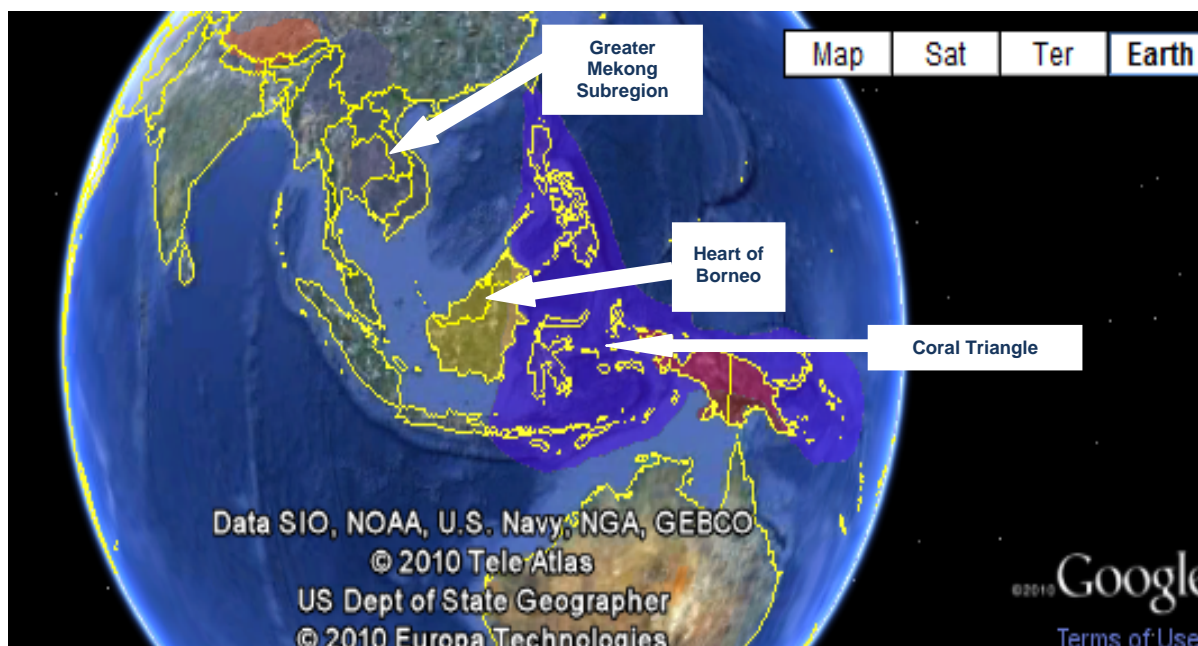 Greater
Mekong
Subregion
Map
Sat
Ter
Earth
Heart of
Borneo
Coral Triangle
Data SIO, NOAA, U.S. Navy, NGA, GEBCO
© 2010 Tele Atlas
US Dept of State Geographer
© 2010 Europa Technologies
©2010 Google
Terms of Use